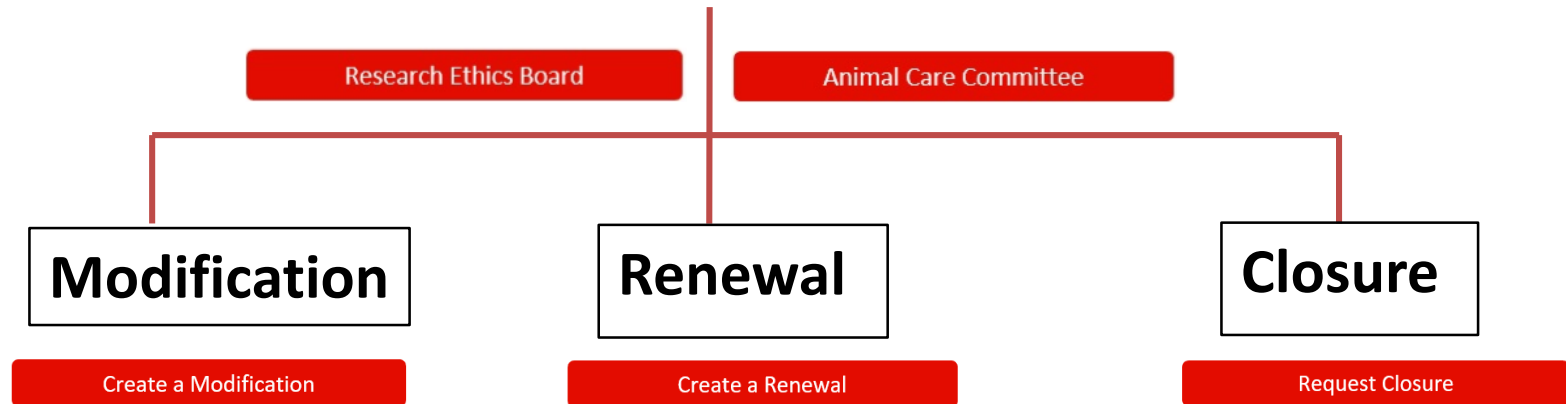 Research Ethics Board
Animal Care Committee
Modification
Renewal
Closure
Create a Modification
Create a Renewal
Request Closure